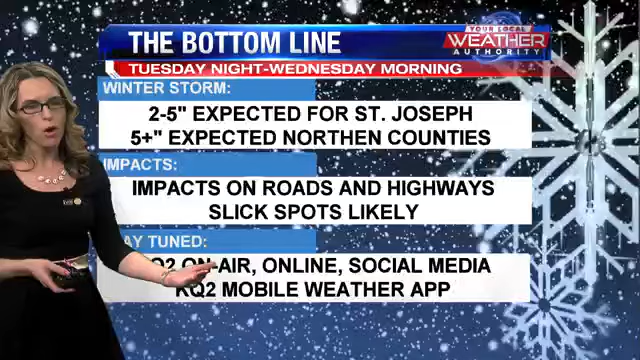 THE BOTTOM LINE
YOUR LOCAL
WEATHER
AUTHORITY
TUESDAY NIGHT-WEDNESDAY MORNING
WINTER STORM:
2-5" EXPECTED FOR ST. JOSEPH
5+" EXPECTED NORTHEN COUNTIES
IMPACTS:
IMPACTS ON ROADS AND HIGHWAYS
SLICK SPOTS LIKELY
AY TUNED:
Q2 ON-AIR, ONLINE, SOCIAL MEDIA
KQ2 MOBILE WEATHER APP